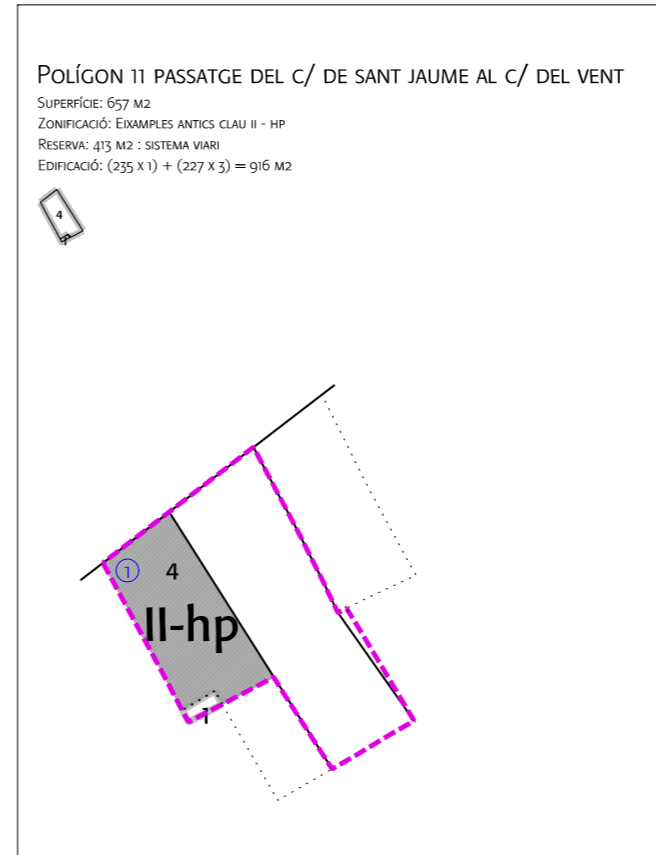 Polígon 11 passatge del c/ de Sant Jaume al c/ del Vent
Superfície: 657 m2
Zonificació: Eixamples antics clau II - hp
Reserva: 413 m2 : sistema viari
Edificació: (235 x 1) + (227 x 3) = 916 m2
4
1
1
4
II-hp
1